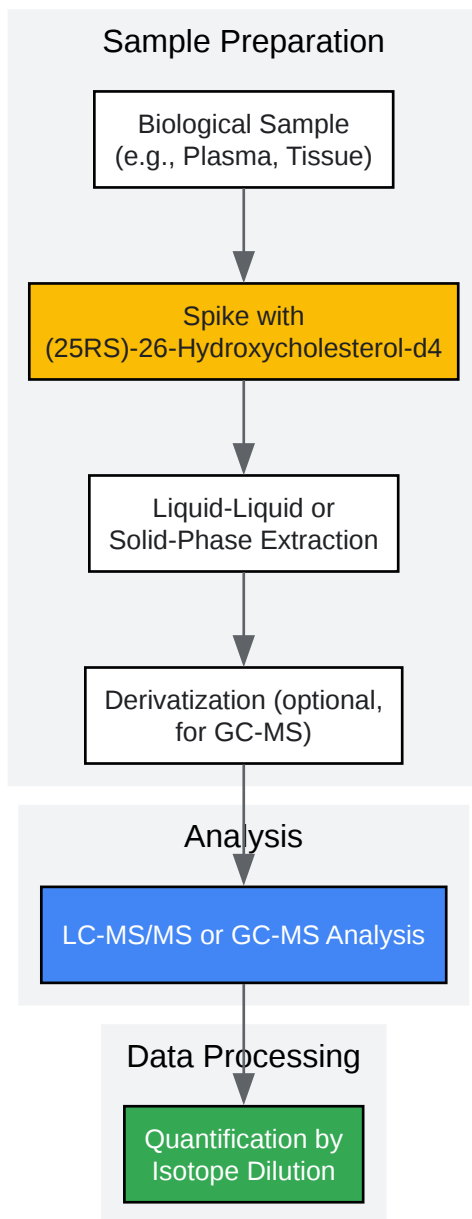 Sample Preparation
Biological Sample
(e.g., Plasma, Tissue)
Spike with
(25RS)-26-Hydroxycholesterol-d4
Liquid-Liquid or
Solid-Phase Extraction
Derivatization (optional,
for GC-MS)
Analysis
LC-MS/MS or GC-MS Analysis
Data Processing
Quantification by
Isotope Dilution